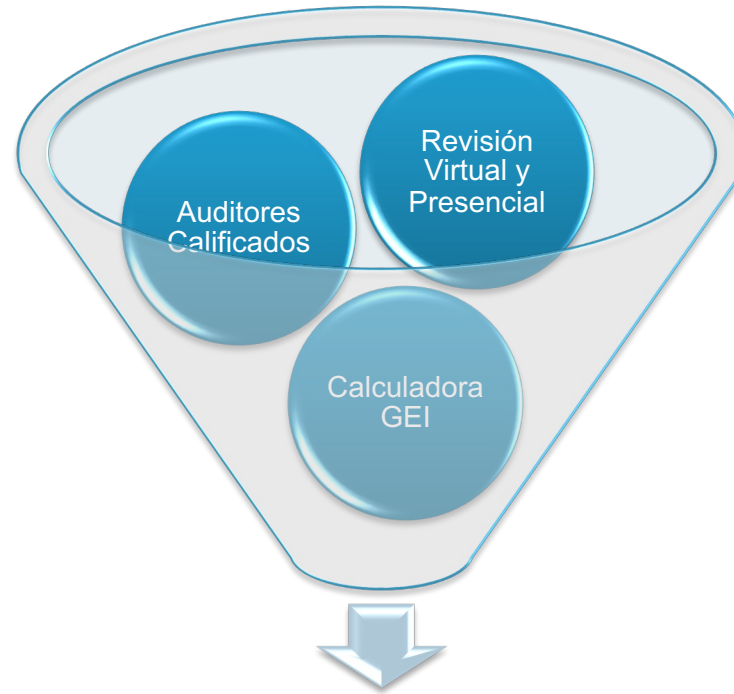 Revisión
Virtual y
Presencial
Auditores
Calificados
Calculadora
GEI